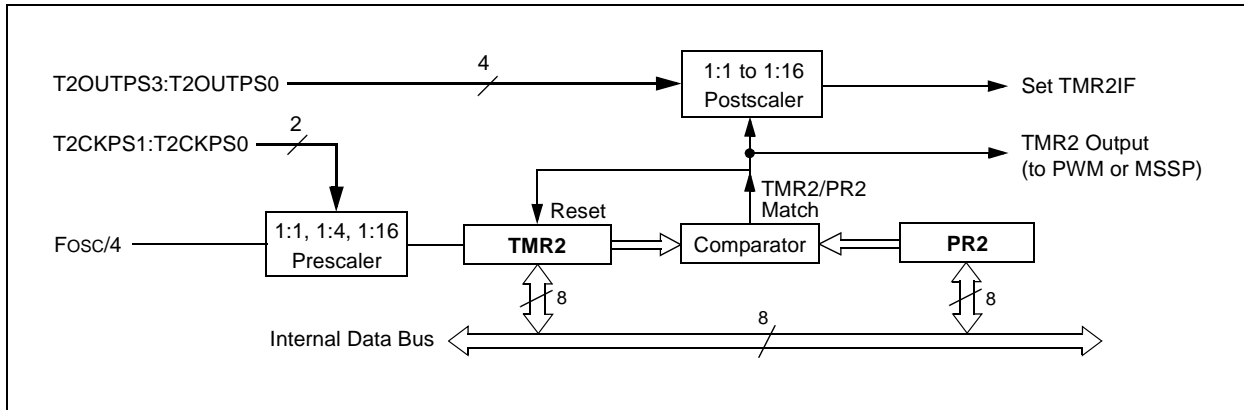 T2OUTPS3:T2OUTPS0
4
1:1 to 1:16
Postscaler
Set TMR2IF
T2CKPS1:T2CKPS0
2
TMR2 Output
(to PWM or MSSP)
TMR2/PR2
Match
Reset
FOSC/4
1:1, 1:4, 1:16
Prescaler
TMR2
Comparator
PR2
8
8
8
Internal Data Bus